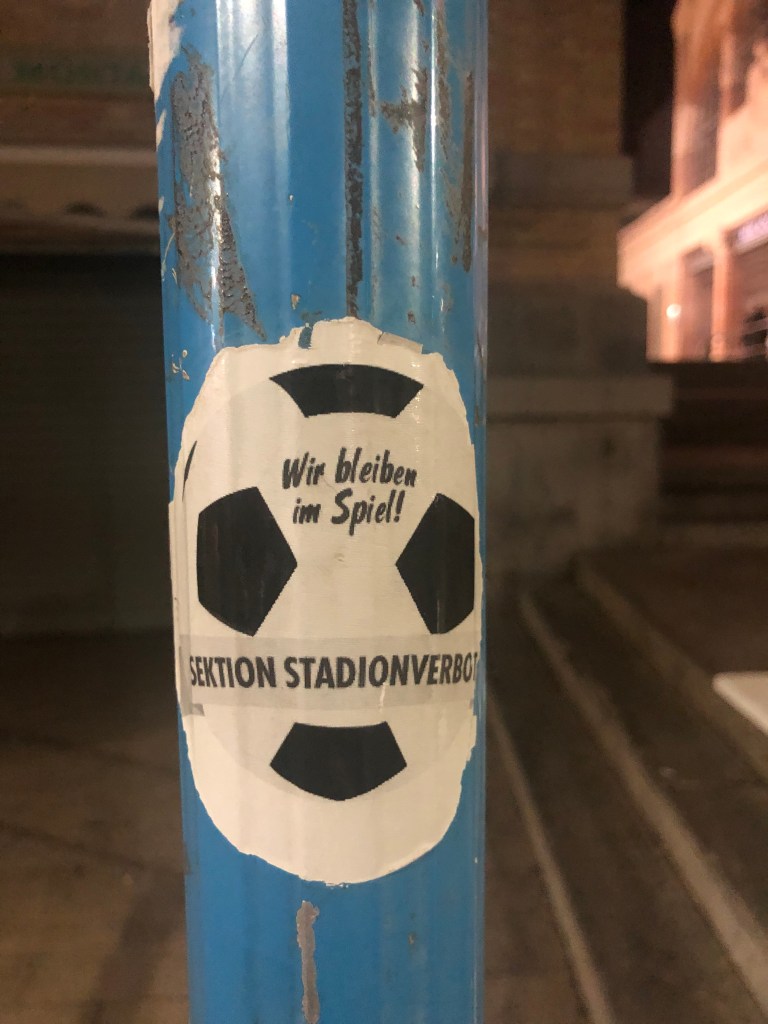 Wir bleiben
im Spiel!
SEKTION STADIONVERBOT